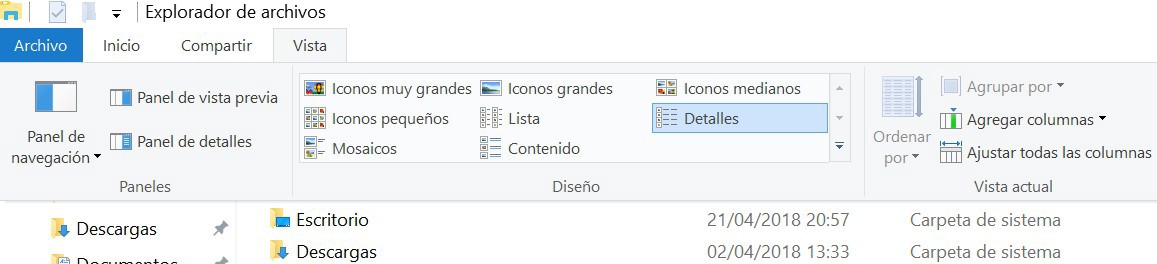 Explorador de archivos
Archivo Inicio Compartir Vista
Panel de navegación
Panel de vista previa
Panel de detalles
Paneles
Iconos muy grandes Iconos grandes Iconos medianos
Iconos pequeños Lista Detalles
Mosaicos Contenido
Diseño
Ordenar por
Agrupar por
Agregar columnas
Ajustar todas las columnas
Vista actual
Descargas
Documentos
Escritorio 21/04/2018 20:57 Carpeta de sistema
Descargas 02/04/2018 13:33 Carpeta de sistema